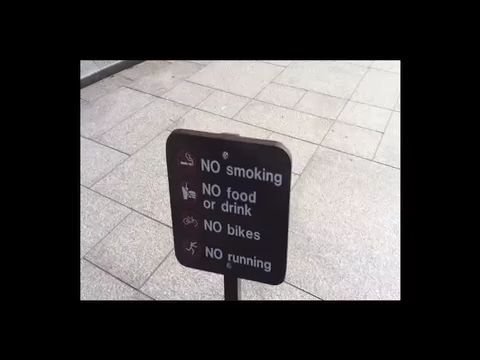 NO smoking
NO food
or drink
NO bikes
NO running